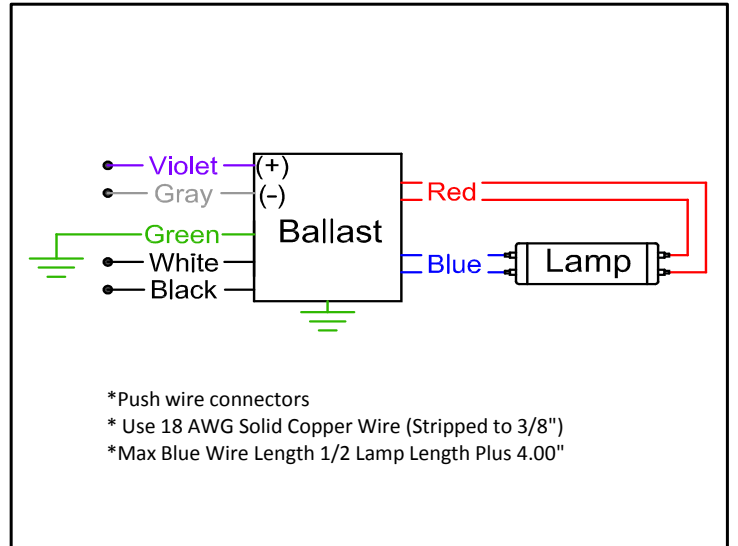 Violet (+)
Gray (-)
Green
White
Black
Ballast
Red
Blue
Lamp
*Push wire connectors
* Use 18 AWG Solid Copper Wire (Stripped to 3/8")
*Max Blue Wire Length 1/2 Lamp Length Plus 4.00"